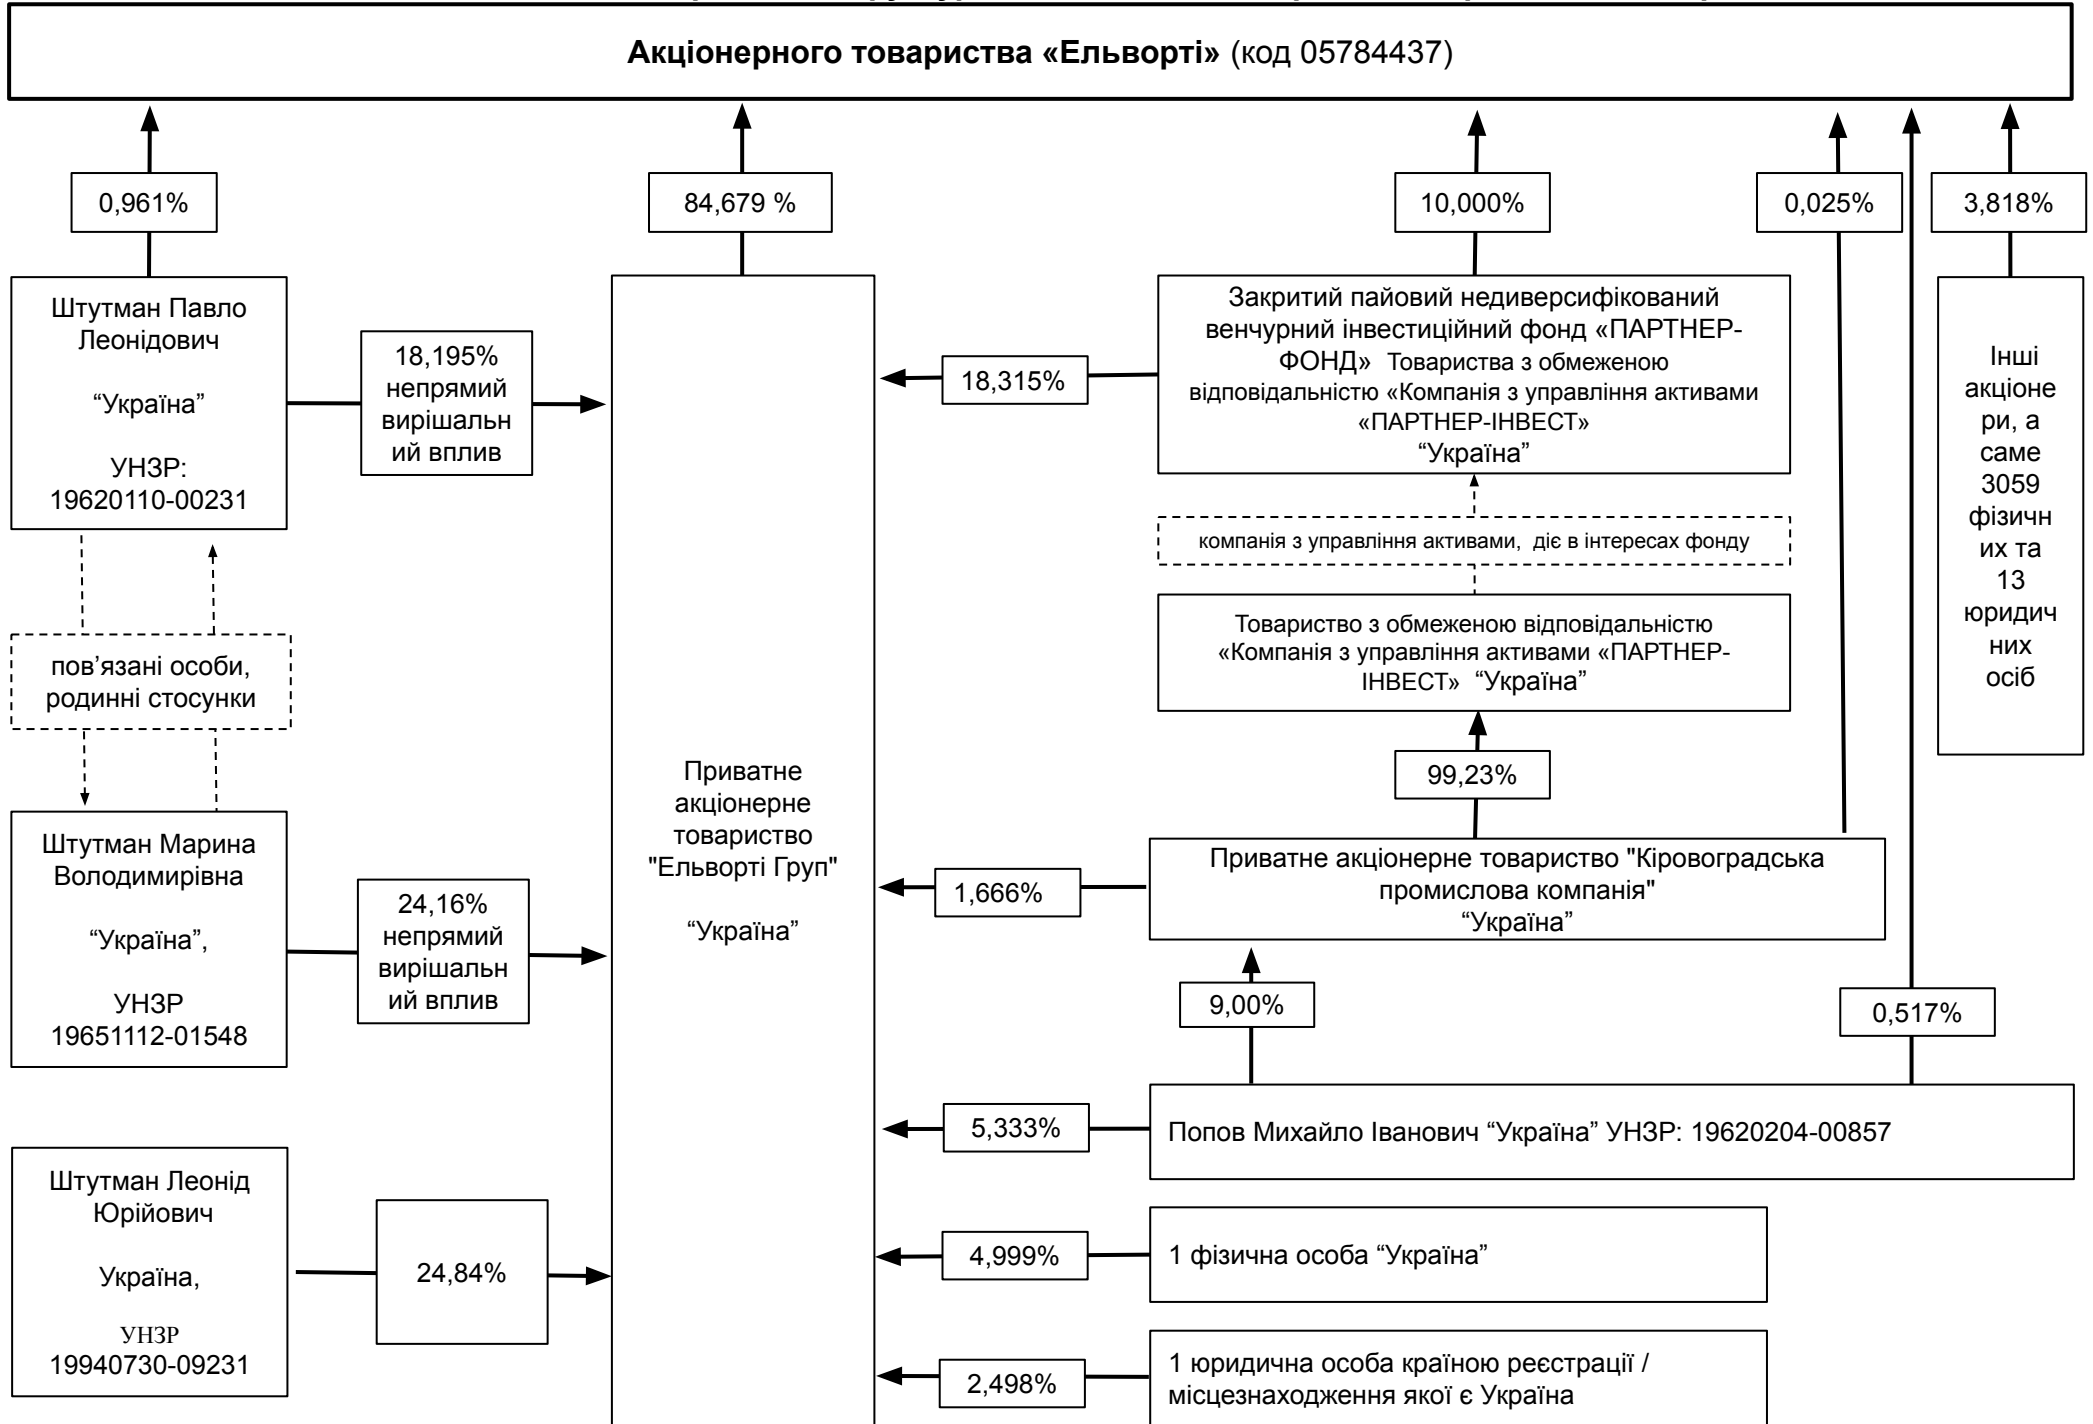 Акціонерного товариства «Ельворті» (код 05784437)
0,961%
84,679 %
10,000%
0,025%
3,818%
Штутман Павло
Леонідович
“Україна”
УНЗР:
19620110-00231
18,195%
непрямий
вирішальн
ий вплив
18,315%
Закритий пайовий недиверсифікований
венчурний інвестиційний фонд «ПАРТНЕР-
ФОНД» Товариства з обмеженою
відповідальністю «Компанія з управління активами
«ПАРТНЕР-ІНВЕСТ»
“Україна”
Інші
акціоне
ри, а
саме
3059
фізичн
их та
13
юридич
них
осіб
компанія з управління активами, діє в інтересах фонду
Товариство з обмеженою відповідальністю
«Компанія з управління активами «ПАРТНЕР-
ІНВЕСТ» “Україна”
пов’язані особи,
родинні стосунки
99,23%
Приватне
акціонерне
товариство
"Ельворті Груп"
“Україна”
Штутман Марина
Володимирівна
“Україна”,
УНЗР
19651112-01548
24,16%
непрямий
вирішальн
ий вплив
1,666%
Приватне акціонерне товариство "Кіровоградська
промислова компанія"
“Україна”
9,00%
0,517%
5,333%
Попов Михайло Іванович “Україна” УНЗР: 19620204-00857
Штутман Леонід
Юрійович
Україна,
УНЗР
19940730-09231
24,84%
4,999%
1 фізична особа “Україна”
2,498%
1 юридична особа країною реєстрації /
місцезнаходження якої є Україна